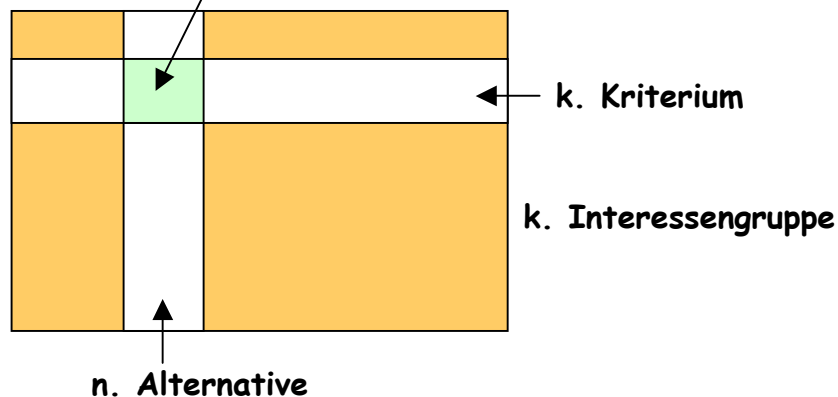 k. Kriterium
k. Interessengruppe
n. Alternative